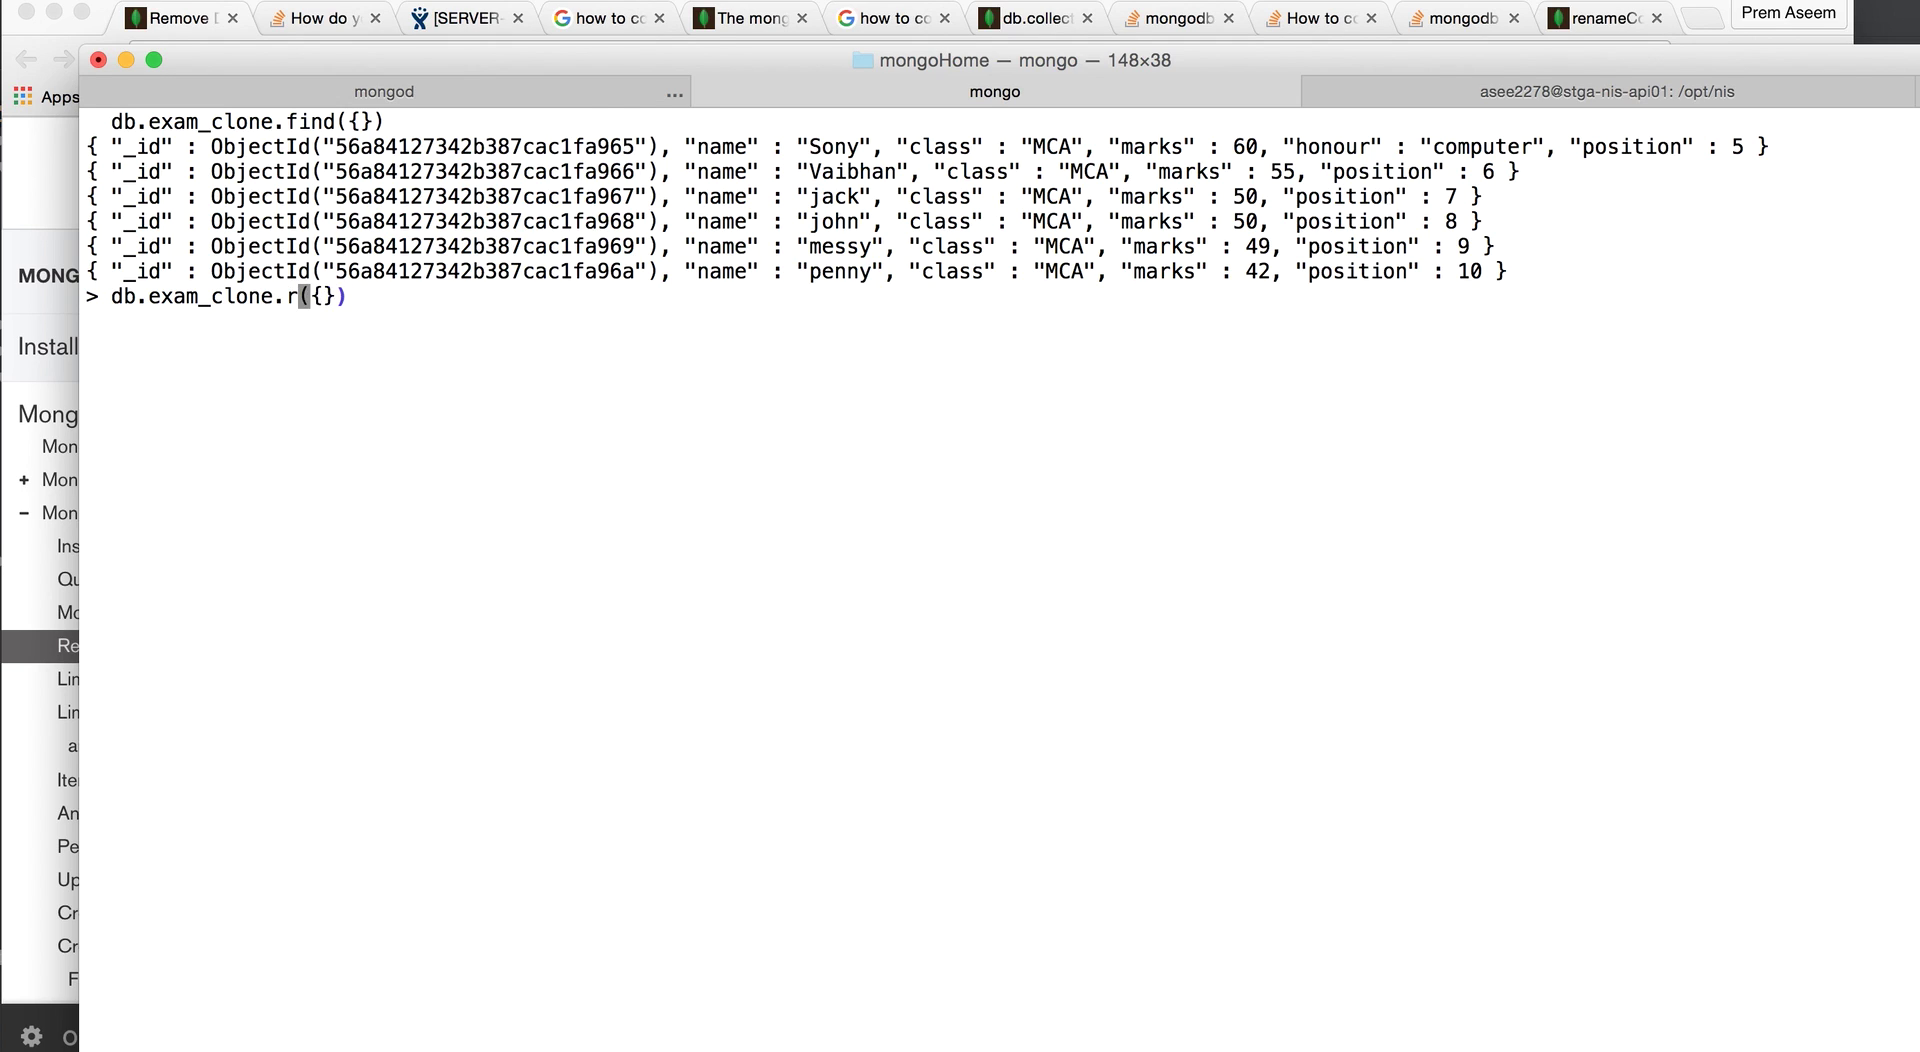 Remove D
How do y
[SERVER-
how to co
The mong
how to co
db.collect
mongodb
How to co
mongodb
renameCo
Prem Aseem
mongoHome — mongo — 148×38
Apps
mongod ...
mongo
asee2278@stga-nis-api01: /opt/nis
db.exam_clone.find({})
{ "_id" : ObjectId("56a84127342b387cac1fa965"), "name" : "Sony", "class" : "MCA", "marks" : 60, "honour" : "computer", "position" : 5 }
{ "_id" : ObjectId("56a84127342b387cac1fa966"), "name" : "Vaibhan", "class" : "MCA", "marks" : 55, "position" : 6 }
{ "_id" : ObjectId("56a84127342b387cac1fa967"), "name" : "jack", "class" : "MCA", "marks" : 50, "position" : 7 }
{ "_id" : ObjectId("56a84127342b387cac1fa968"), "name" : "john", "class" : "MCA", "marks" : 50, "position" : 8 }
{ "_id" : ObjectId("56a84127342b387cac1fa969"), "name" : "messy", "class" : "MCA", "marks" : 49, "position" : 9 }
{ "_id" : ObjectId("56a84127342b387cac1fa96a"), "name" : "penny", "class" : "MCA", "marks" : 42, "position" : 10 }
> db.exam_clone.r({})
MONG
Install
Mong
Mon
+ Mon
- Mon
Ins
Qu
Mo
Re
Lim
Lim
a
Ite
An
Pe
Up
Cr
Cr
F
O